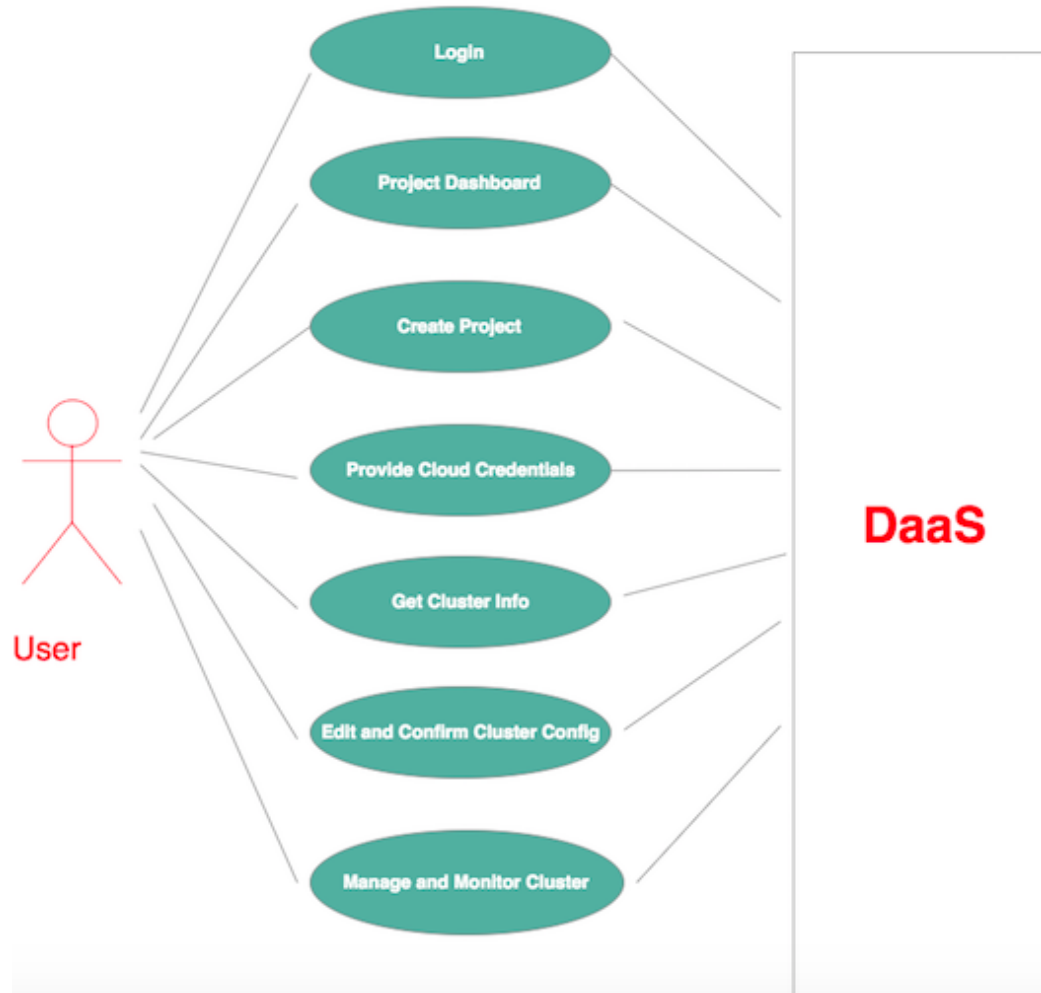 Login
Project Dashboard
Create Project
Provide Cloud Credentials
DaaS
Get Cluster Info
User
Edit and Confirm Cluster Config
Manage and Monitor Cluster